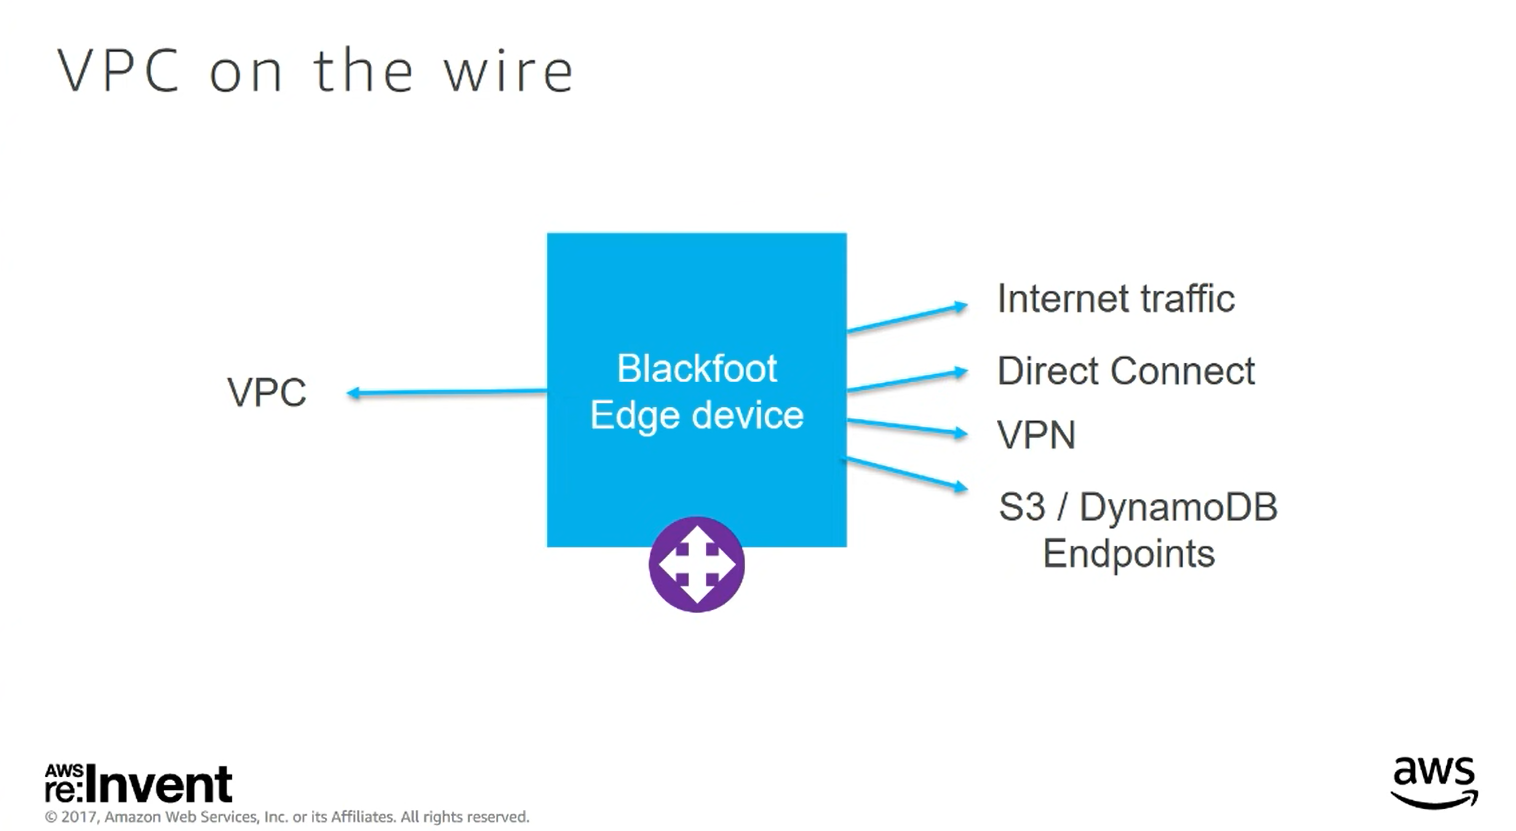 VPC on the wire
VPC
Blackfoot
Edge device
Internet traffic
Direct Connect
VPN
S3 / DynamoDB
Endpoints
AWS
re:Invent
© 2017, Amazon Web Services, Inc. or its Affiliates. All rights reserved.
aws